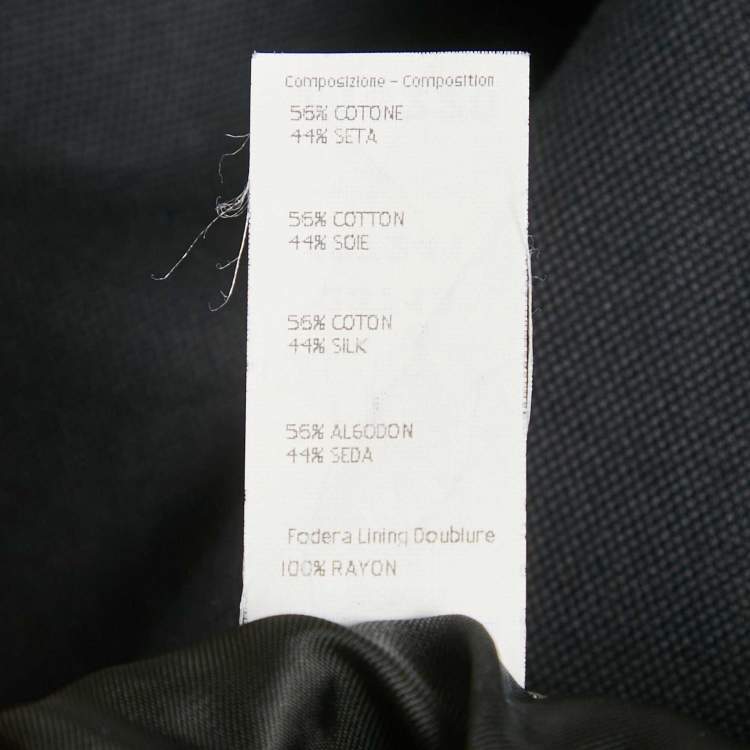 Composizione - Composition
56% COTONE
44% SETA
56% COTTON
44% SOIE
56% COTON
44% SILK
56% ALGODON
44% SEDA
Fodera Lining Doublure
100% RAYON